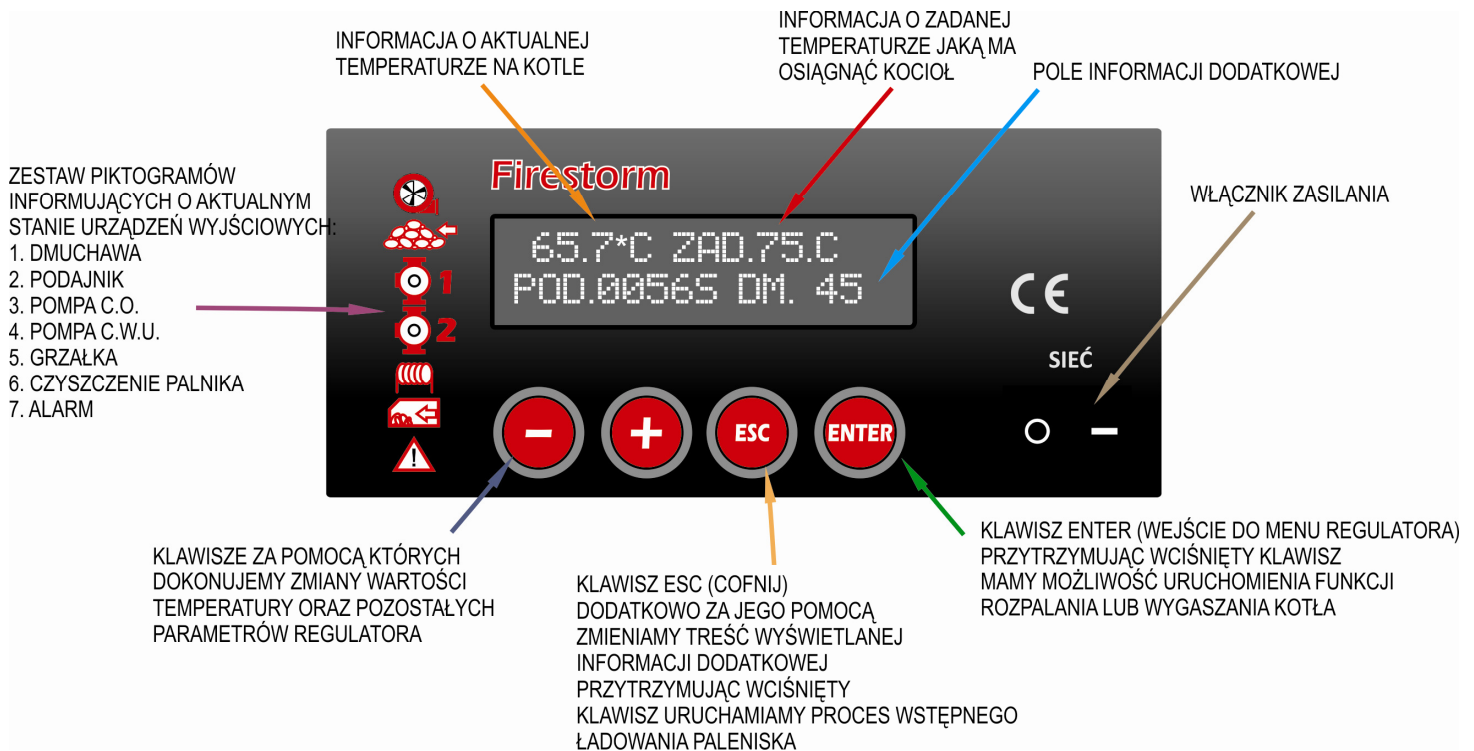 INFORMACJA O AKTUALNEJ
TEMPERATURZE NA KOTLE
INFORMACJA O ZADANEJ
TEMPERATURZE JAKĄ MA
OSIĄGNĄĆ KOCIOŁ
POLE INFORMACJI DODATKOWEJ
ZESTAW PIKTOGRAMÓW
INFORMUJĄCYCH O AKTUALNYM
STANIE URZĄDZEŃ WYJŚCIOWYCH:
1. DMUCHAWA
2. PODAJNIK
3. POMPA C.O.
4. POMPA C.W.U.
5. GRZAŁKA
6. CZYSZCZENIE PALNIKA
7. ALARM
Firestorm
65.7*C ZAD.75.C
POD.0056S DM. 45
1
2
CE
SIEĆ
WŁĄCZNIK ZASILANIA
- + ESC ENTER
KLAWISZE ZA POMOCĄ KTÓRYCH
DOKONUJEMY ZMIANY WARTOŚCI
TEMPERATURY ORAZ POZOSTAŁYCH
PARAMETRÓW REGULATORA
KLAWISZ ESC (COFNIJ)
DODATKOWO ZA JEGO POMOCĄ
ZMIENIAMY TREŚĆ WYŚWIETLANEJ
INFORMACJI DODATKOWEJ
PRZYTRZYMUJĄC WCIŚNIĘTY
KLAWISZ URUCHAMIAMY PROCES WSTĘPNEGO
ŁADOWANIA PALENISKA
KLAWISZ ENTER (WEJŚCIE DO MENU REGULATORA)
PRZYTRZYMUJĄC WCIŚNIĘTY KLAWISZ
MAMY MOŻLIWOŚĆ URUCHOMIENIA FUNKCJI
ROZPALANIA LUB WYGASZANIA KOTŁA